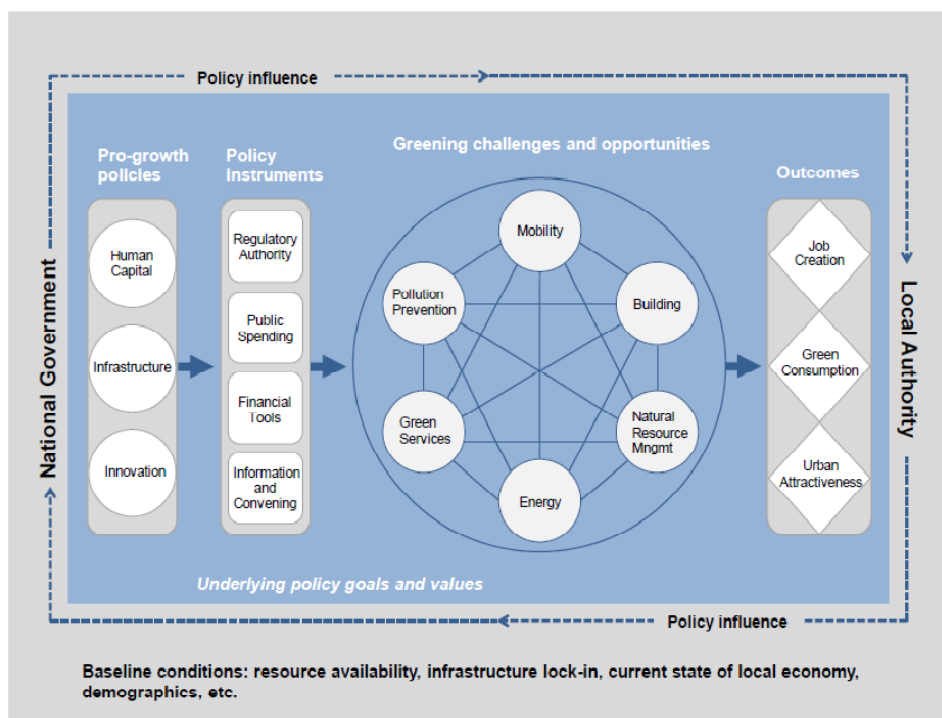 Policy influence
National Government
Local Authority
Pro-growth
policies
Policy
Instruments
Greening challenges and opportunities
Outcomes
Human
Capital
Infrastructure
Innovation
Regulatory
Authority
Public
Spending
Financial
Tools
Information
and
Convening
Mobility
Pollution
Prevention
Building
Green
Services
Natural
Resource
Mngmt
Energy
Job
Creation
Green
Consumption
Urban
Attractiveness
Underlying policy goals and values
Policy influence
Baseline conditions: resource availability, infrastructure lock-in, current state of local economy,
demographics, etc.